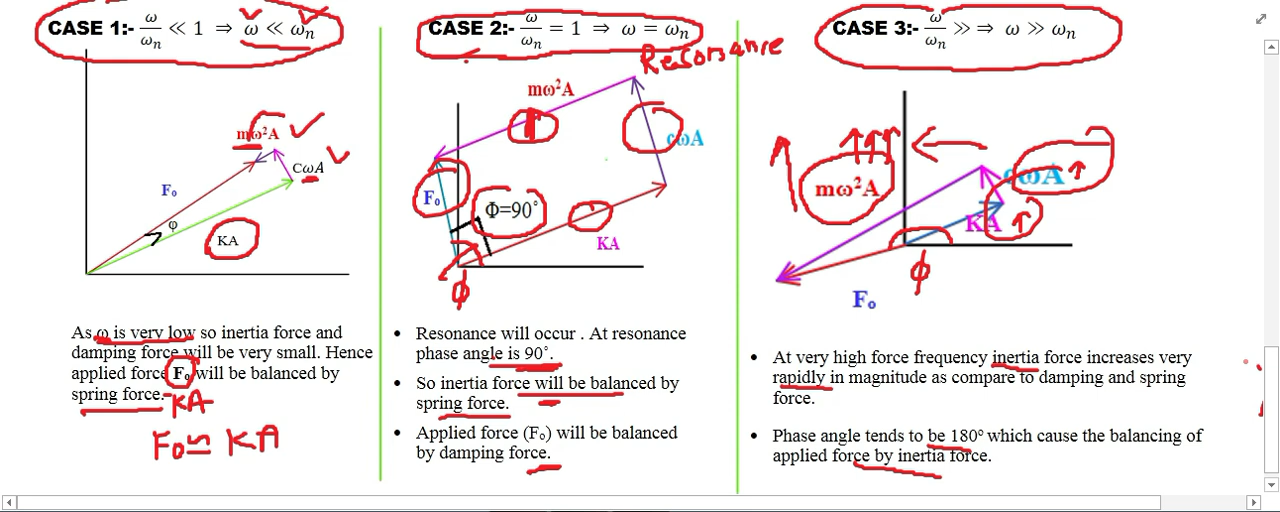 CASE 1:- ω/ωn ≪ 1 ⇒ ω ≪ ωn
mω²A
CωA
F₀
φ
KA
As ω is very low so inertia force and
damping force will be very small. Hence
applied force F₀ will be balanced by
spring force.
KA
F₀ ≃ KA
CASE 2:- ω/ωn = 1 ⇒ ω = ωn
Resonance
mω²A
cωA
F₀
Φ=90°
KA
ϕ
• Resonance will occur . At resonance
phase angle is 90°.
• So inertia force will be balanced by
spring force.
• Applied force (F₀) will be balanced
by damping force.
CASE 3:- ω/ωn ≫⇒ ω ≫ ωn
mω²A
cωA
KA
ϕ
F₀
• At very high force frequency inertia force increases very
rapidly in magnitude as compare to damping and spring
force.
• Phase angle tends to be 180° which cause the balancing of
applied force by inertia force.